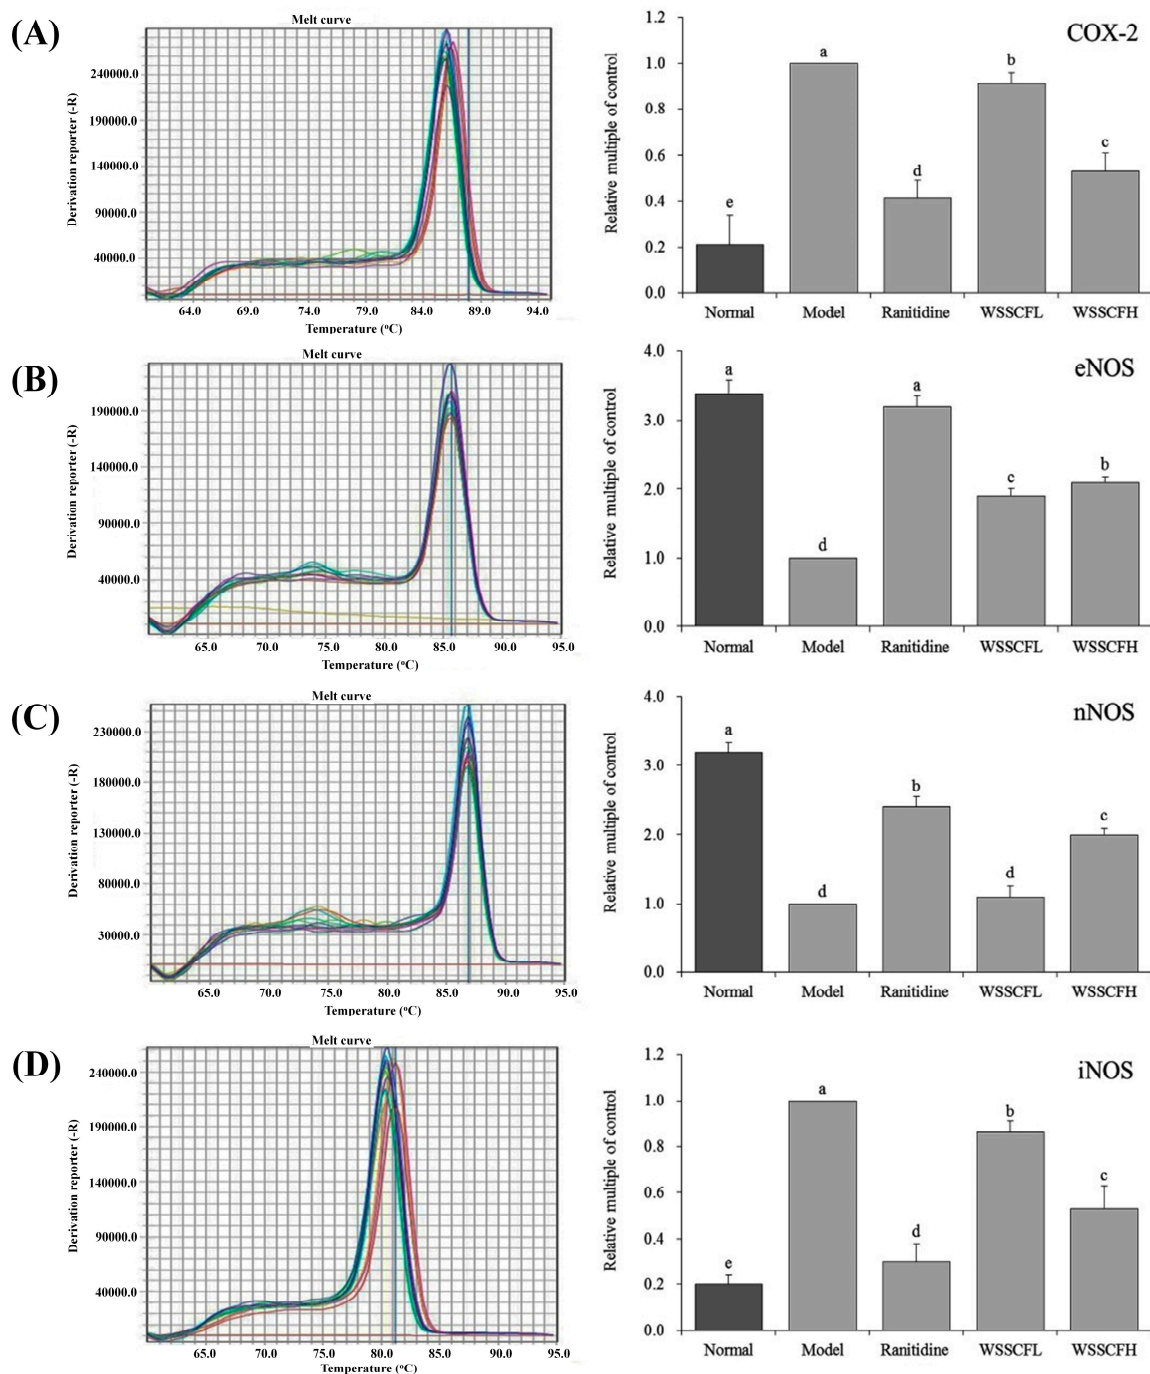 (A)
Melt curve
Derivation reporter (-R)
240000.0
190000.0
140000.0
90000.0
40000.0
64.0 69.0 74.0 79.0 84.0 89.0 94.0
Temperature (°C)
COX-2
Relative multiple of control
1.2
1.0
0.8
0.6
0.4
0.2
0.0
a
b
c
d
e
Normal Model Ranitidine WSSCFL WSSCFH
(B)
Melt curve
Derivation reporter (-R)
190000.0
140000.0
90000.0
40000.0
65.0 70.0 75.0 80.0 85.0 90.0 95.0
Temperature (°C)
eNOS
Relative multiple of control
4.0
3.0
2.0
1.0
0.0
a
a
c
b
d
Normal Model Ranitidine WSSCFL WSSCFH
(C)
Melt curve
Derivation reporter (-R)
230000.0
180000.0
130000.0
80000.0
30000.0
65.0 70.0 75.0 80.0 85.0 90.0 95.0
Temperature (°C)
nNOS
Relative multiple of control
4.0
3.0
2.0
1.0
0.0
a
b
c
d
d
Normal Model Ranitidine WSSCFL WSSCFH
(D)
Melt curve
Derivation reporter (-R)
240000.0
190000.0
140000.0
90000.0
40000.0
65.0 70.0 75.0 80.0 85.0 90.0 95.0
Temperature (°C)
iNOS
Relative multiple of control
1.2
1.0
0.8
0.6
0.4
0.2
0.0
a
b
c
d
e
Normal Model Ranitidine WSSCFL WSSCFH